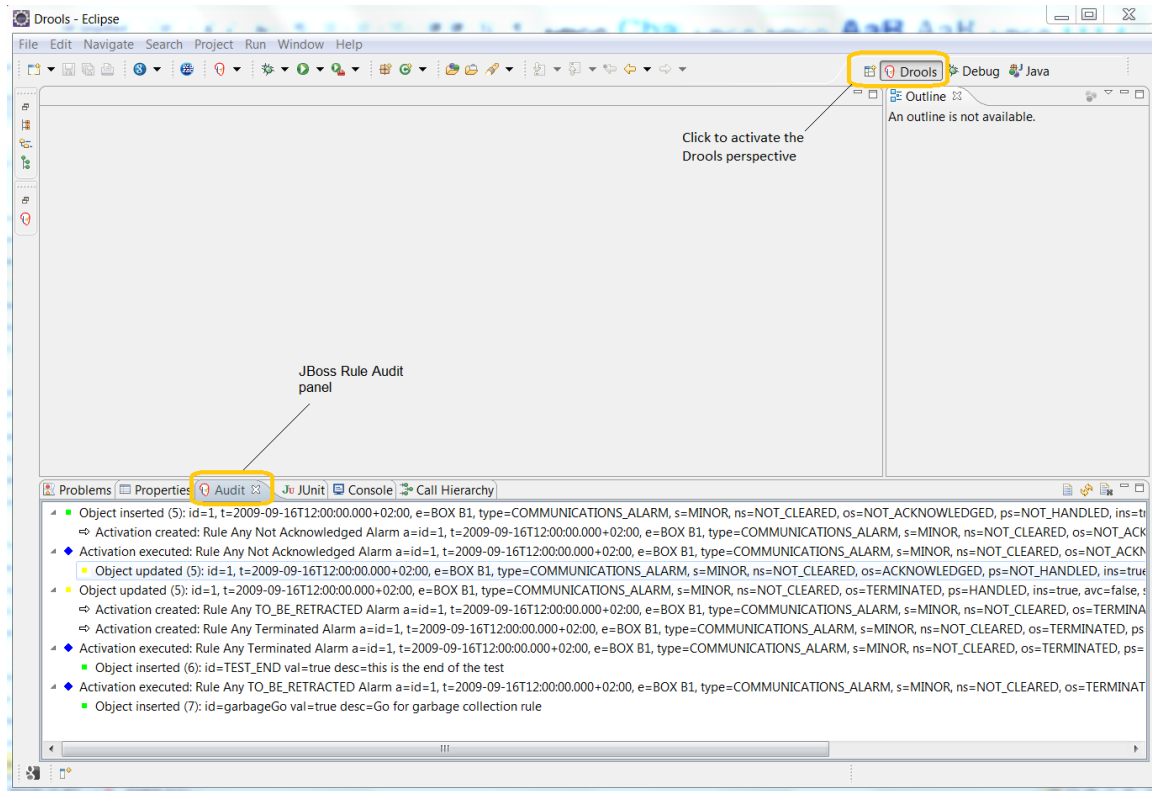 Drools - Eclipse
File Edit Navigate Search Project Run Window Help
Drools Debug Java
Outline
An outline is not available.
Click to activate the
Drools perspective
JBoss Rule Audit
panel
Problems Properties Audit JUnit Console Call Hierarchy
Object inserted (5): id=1, t=2009-09-16T12:00:00.000+02:00, e=BOX B1, type=COMMUNICATIONS_ALARM, s=MINOR, ns=NOT_CLEARED, os=NOT_ACKNOWLEDGED, ps=NOT_HANDLED, ins=tr
Activation created: Rule Any Not Acknowledged Alarm a=id=1, t=2009-09-16T12:00:00.000+02:00, e=BOX B1, type=COMMUNICATIONS_ALARM, s=MINOR, ns=NOT_CLEARED, os=NOT_ACK
Activation executed: Rule Any Not Acknowledged Alarm a=id=1, t=2009-09-16T12:00:00.000+02:00, e=BOX B1, type=COMMUNICATIONS_ALARM, s=MINOR, ns=NOT_CLEARED, os=NOT_ACKN
Object updated (5): id=1, t=2009-09-16T12:00:00.000+02:00, e=BOX B1, type=COMMUNICATIONS_ALARM, s=MINOR, ns=NOT_CLEARED, os=ACKNOWLEDGED, ps=NOT_HANDLED, ins=true
Object updated (5): id=1, t=2009-09-16T12:00:00.000+02:00, e=BOX B1, type=COMMUNICATIONS_ALARM, s=MINOR, ns=NOT_CLEARED, os=TERMINATED, ps=HANDLED, ins=true, avc=false, s
Activation created: Rule Any TO_BE_RETRACTED Alarm a=id=1, t=2009-09-16T12:00:00.000+02:00, e=BOX B1, type=COMMUNICATIONS_ALARM, s=MINOR, ns=NOT_CLEARED, os=TERMINA
Activation created: Rule Any Terminated Alarm a=id=1, t=2009-09-16T12:00:00.000+02:00, e=BOX B1, type=COMMUNICATIONS_ALARM, s=MINOR, ns=NOT_CLEARED, os=TERMINATED, ps
Activation executed: Rule Any Terminated Alarm a=id=1, t=2009-09-16T12:00:00.000+02:00, e=BOX B1, type=COMMUNICATIONS_ALARM, s=MINOR, ns=NOT_CLEARED, os=TERMINATED, ps=
Object inserted (6): id=TEST_END val=true desc=this is the end of the test
Activation executed: Rule Any TO_BE_RETRACTED Alarm a=id=1, t=2009-09-16T12:00:00.000+02:00, e=BOX B1, type=COMMUNICATIONS_ALARM, s=MINOR, ns=NOT_CLEARED, os=TERMINAT
Object inserted (7): id=garbageGo val=true desc=Go for garbage collection rule